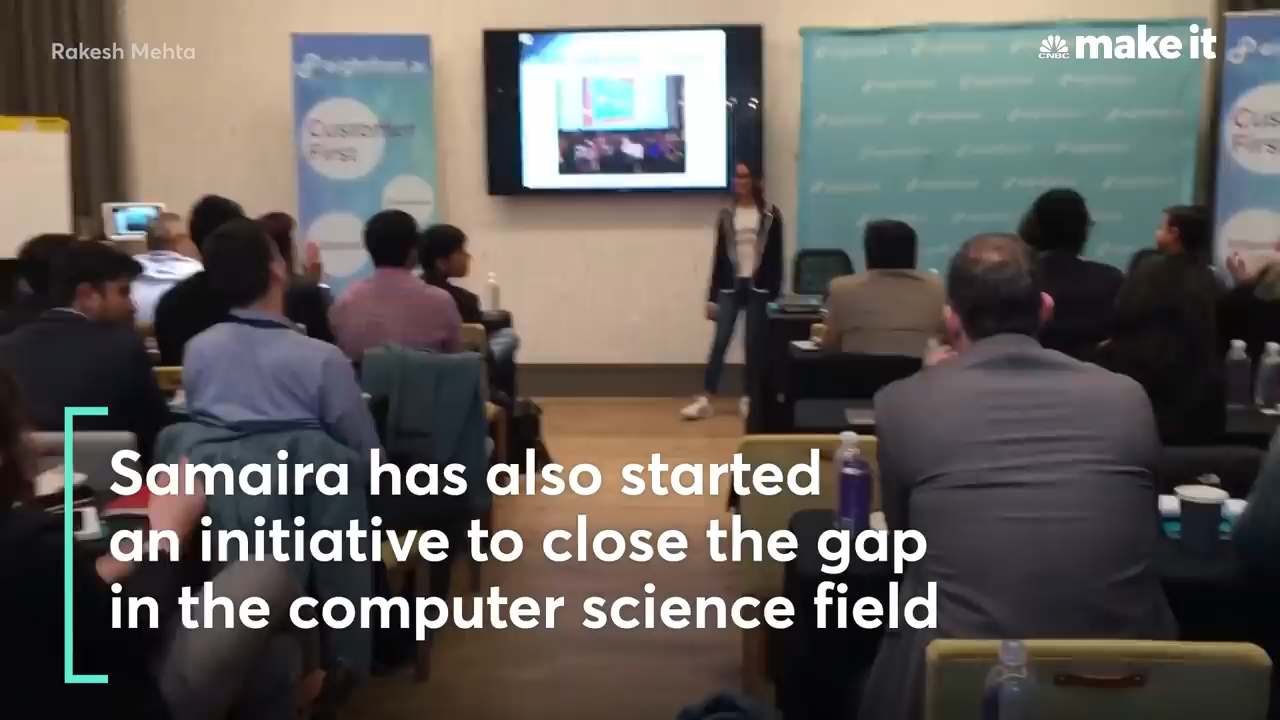 Rakesh Mehta
CNBC
make it
Customer
First
Samaira has also started
an initiative to close the gap
in the computer science field